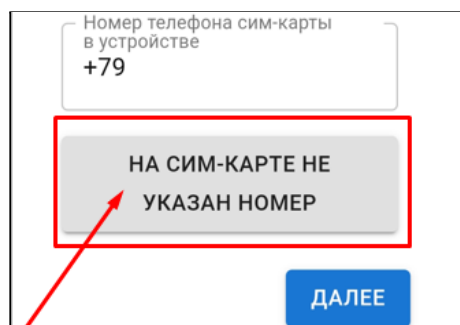 Номер телефона сим-карты
в устройстве
+79
НА СИМ-КАРТЕ НЕ
УКАЗАН НОМЕР
ДАЛЕЕ